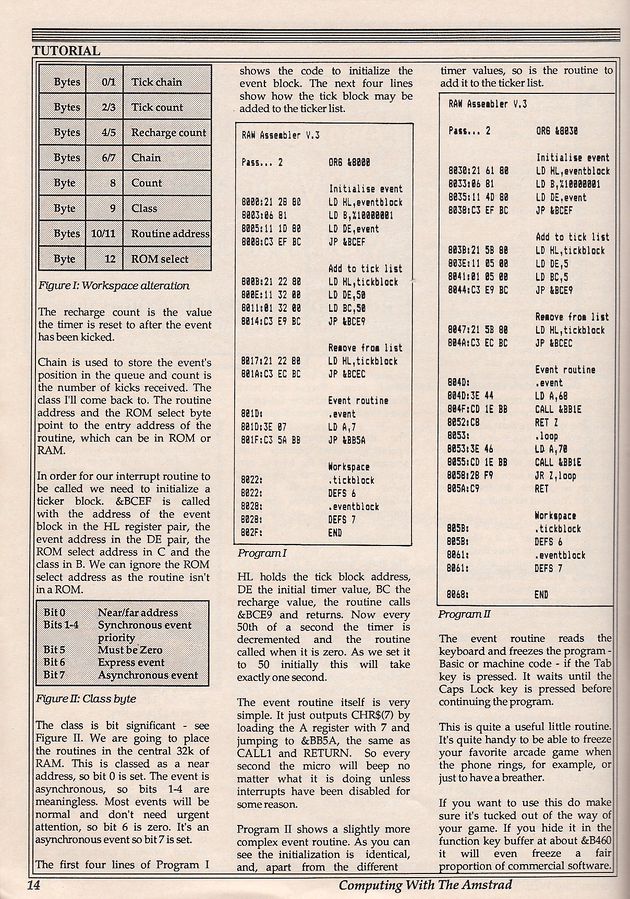 TUTORIAL
Bytes 0/1 Tick chain
Bytes 2/3 Tick count
Bytes 4/5 Recharge count
Bytes 6/7 Chain
Byte 8 Count
Byte 9 Class
Bytes 10/11 Routine address
Byte 12 ROM select
Figure I: Workspace alteration
The recharge count is the value
the timer is reset to after the event
has been kicked.
Chain is used to store the event's
position in the queue and count is
the number of kicks received. The
class I'll come back to. The routine
address and the ROM select byte
point to the entry address of the
routine, which can be in ROM or
RAM.
In order for our interrupt routine to
be called we need to initialize a
ticker block. &BCEF is called
with the address of the event
block in the HL register pair, the
event address in the DE pair, the
ROM select address in C and the
class in B. We can ignore the ROM
select address as the routine isn't
in a ROM.
Bit 0 Near/far address
Bits 1-4 Synchronous event
priority
Bit 5 Must be Zero
Bit 6 Express event
Bit 7 Asynchronous event
Figure II: Class byte
The class is bit significant - see
Figure II. We are going to place
the routines in the central 32k of
RAM. This is classed as a near
address, so bit 0 is set. The event is
asynchronous, so bits 1-4 are
meaningless. Most events will be
normal and don't need urgent
attention, so bit 6 is zero. It's an
asynchronous event so bit 7 is set.
The first four lines of Program I
shows the code to initialize the
event block. The next four lines
show how the tick block may be
added to the ticker list.
RAW Assembler V.3
Pass... 2 ORG &8000
Initialise event
8000:21 28 80 LD HL,eventblock
8003:06 81 LD B,%10000001
8005:11 1D 80 LD DE,event
8008:C3 EF BC JP &BCEF
Add to tick list
800B:21 22 80 LD HL,tickblock
800E:11 32 00 LD DE,50
8011:01 32 00 LD BC,50
8014:C3 E9 BC JP &BCE9
Remove from list
8017:21 22 80 LD HL,tickblock
801A:C3 EC BC JP &BCEC
Event routine
801D: .event
801D:3E 07 LD A,7
801F:C3 5A BB JP &BB5A
Workspace
8022: .tickblock
8022: DEFS 6
8028: .eventblock
8028: DEFS 7
802F: END
Program I
HL holds the tick block address,
DE the initial timer value, BC the
recharge value, the routine calls
&BCE9 and returns. Now every
50th of a second the timer is
decremented and the routine
called when it is zero. As we set it
to 50 initially this will take
exactly one second.
The event routine itself is very
simple. It just outputs CHR$(7) by
loading the A register with 7 and
jumping to &BB5A, the same as
CALL1 and RETURN. So every
second the micro will beep no
matter what it is doing unless
interrupts have been disabled for
some reason.
Program II shows a slightly more
complex event routine. As you can
see the initialization is identical,
and, apart from the different
timer values, so is the routine to
add it to the ticker list.
RAW Assembler V.3
Pass... 2 ORG &8030
Initialise event
8030:21 61 80 LD HL,eventblock
8033:06 81 LD B,%10000001
8035:11 4D 80 LD DE,event
8038:C3 EF BC JP &BCEF
Add to tick list
803B:21 5B 80 LD HL,tickblock
803E:11 05 00 LD DE,5
8041:01 05 00 LD BC,5
8044:C3 E9 BC JP &BCE9
Remove from list
8047:21 5B 80 LD HL,tickblock
804A:C3 EC BC JP &BCEC
Event routine
804D: .event
804D:3E 44 LD A,68
804F:CD 1E BB CALL &BB1E
8052:C8 RET Z
8053: .loop
8053:3E 46 LD A,70
8055:CD 1E BB CALL &BB1E
8058:28 F9 JR Z,loop
805A:C9 RET
Workspace
805B: .tickblock
805B: DEFS 6
8061: .eventblock
8061: DEFS 7
8068: END
Program II
The event routine reads the
keyboard and freezes the program -
Basic or machine code - if the Tab
key is pressed. It waits until the
Caps Lock key is pressed before
continuing the program.
This is quite a useful little routine.
It's quite handy to be able to freeze
your favorite arcade game when
the phone rings, for example, or
just to have a breather.
If you want to use this do make
sure it's tucked out of the way of
your game. If you hide it in the
function key buffer at about &B460
it will even freeze a fair
proportion of commercial software.
14 Computing With The Amstrad